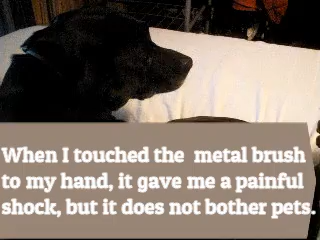 When I touched the metal brush
to my hand, it gave me a painful
shock, but it does not bother pets.